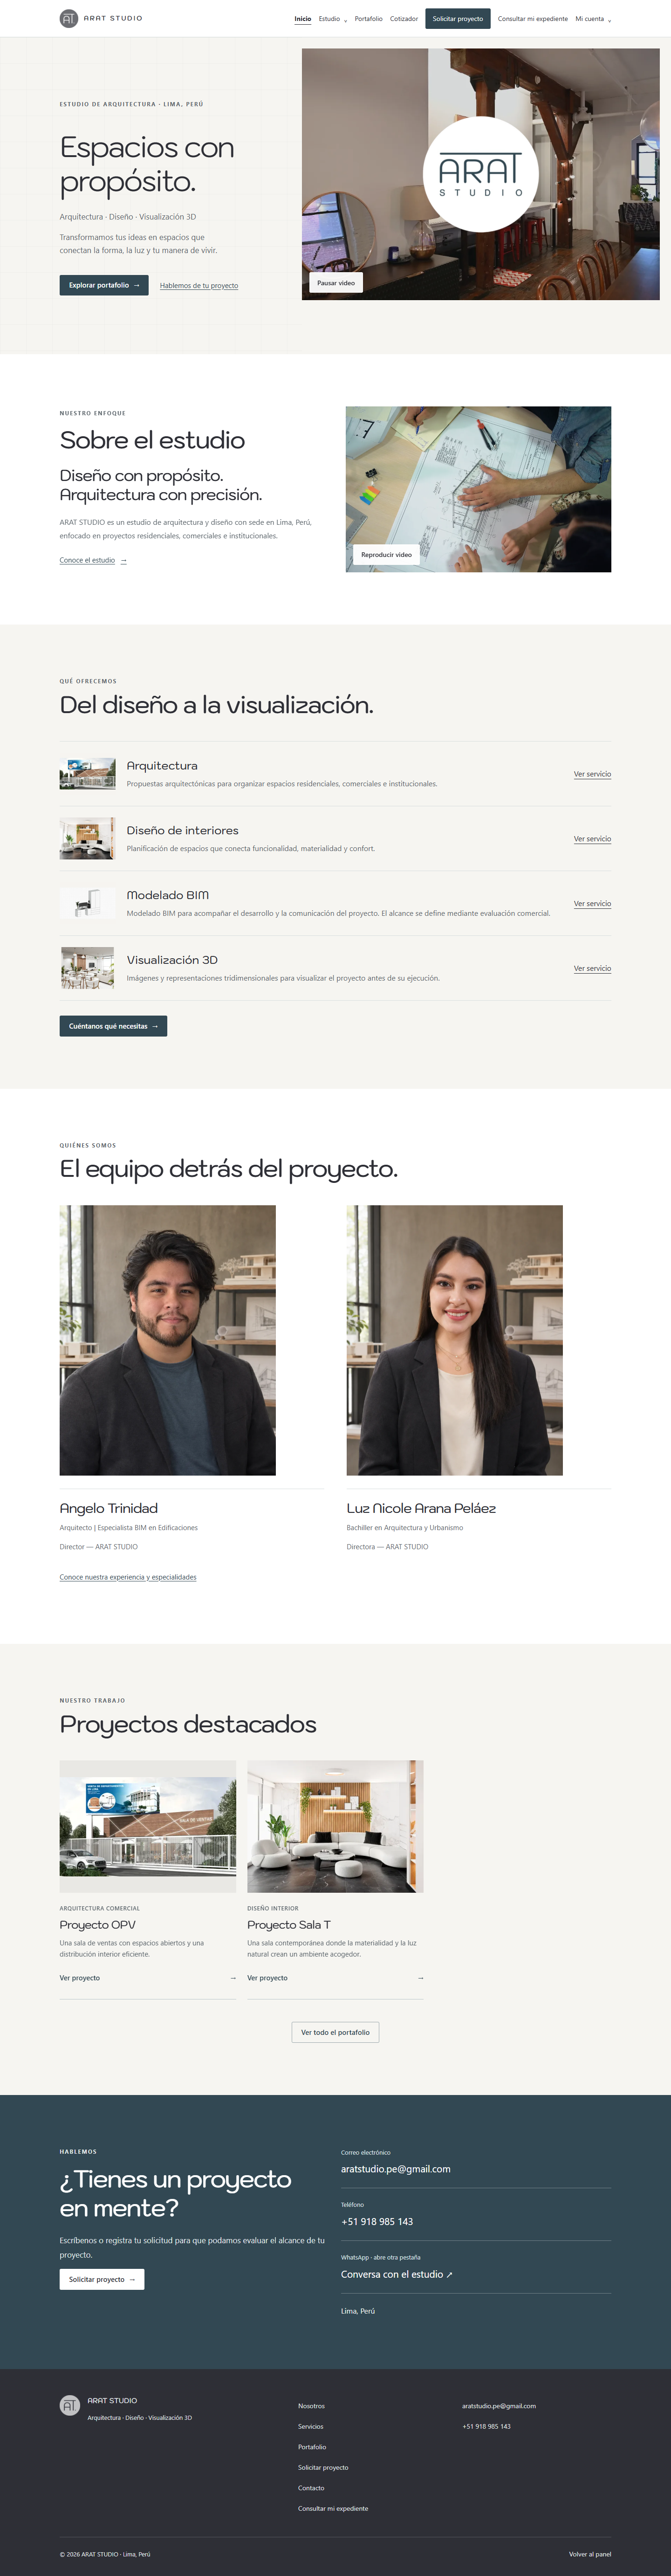 ARAT STUDIO
Inicio Estudio Portafolio Cotizador Solicitar proyecto Consultar mi expediente Mi cuenta
ESTUDIO DE ARQUITECTURA · LIMA, PERÚ
Espacios con
propósito.
Arquitectura · Diseño · Visualización 3D
Transformamos tus ideas en espacios que
conectan la forma, la luz y tu manera de vivir.
Explorar portafolio →
Hablemos de tu proyecto
ARAT
STUDIO
Pausar video
NUESTRO ENFOQUE
Sobre el estudio
Diseño con propósito.
Arquitectura con precisión.
ARAT STUDIO es un estudio de arquitectura y diseño con sede en Lima, Perú,
enfocado en proyectos residenciales, comerciales e institucionales.
Conoce el estudio →
Reproducir video
QUÉ OFRECEMOS
Del diseño a la visualización.
Arquitectura
Propuestas arquitectónicas para organizar espacios residenciales, comerciales e institucionales.
Ver servicio
Diseño de interiores
Planificación de espacios que conecta funcionalidad, materialidad y confort.
Ver servicio
Modelado BIM
Modelado BIM para acompañar el desarrollo y la comunicación del proyecto. El alcance se define mediante evaluación comercial.
Ver servicio
Visualización 3D
Imágenes y representaciones tridimensionales para visualizar el proyecto antes de su ejecución.
Ver servicio
Cuéntanos qué necesitas →
QUIÉNES SOMOS
El equipo detrás del proyecto.
Angelo Trinidad
Arquitecto | Especialista BIM en Edificaciones
Director — ARAT STUDIO
Luz Nicole Arana Peláez
Bachiller en Arquitectura y Urbanismo
Directora — ARAT STUDIO
Conoce nuestra experiencia y especialidades
NUESTRO TRABAJO
Proyectos destacados
SALA DE VENTAS
ARQUITECTURA COMERCIAL
Proyecto OPV
Una sala de ventas con espacios abiertos y una
distribución interior eficiente.
Ver proyecto →
DISEÑO INTERIOR
Proyecto Sala T
Una sala contemporánea donde la materialidad y la luz
natural crean un ambiente acogedor.
Ver proyecto →
Ver todo el portafolio
HABLEMOS
¿Tienes un proyecto
en mente?
Escríbenos o registra tu solicitud para que podamos evaluar el alcance de tu
proyecto.
Solicitar proyecto →
Correo electrónico
aratstudio.pe@gmail.com
Teléfono
+51 918 985 143
WhatsApp · abre otra pestaña
Conversa con el estudio ↗
Lima, Perú
ARAT STUDIO
Arquitectura · Diseño · Visualización 3D
Nosotros
Servicios
Portafolio
Solicitar proyecto
Contacto
Consultar mi expediente
aratstudio.pe@gmail.com
+51 918 985 143
© 2026 ARAT STUDIO · Lima, Perú
Volver al panel